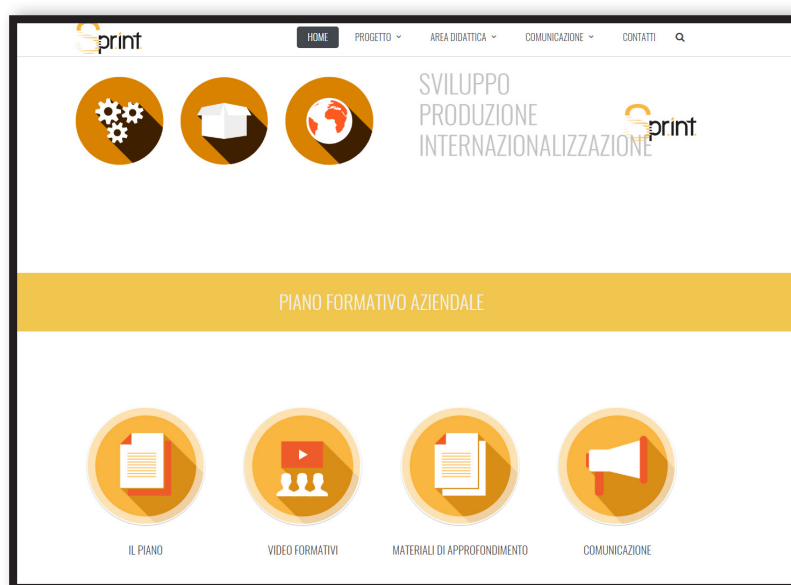 Sprint
HOME PROGETTO AREA DIDATTICA COMUNICAZIONE CONTATTI
SVILUPPO
PRODUZIONE
INTERNAZIONALIZZAZIONE
Sprint
PIANO FORMATIVO AZIENDALE
IL PIANO VIDEO FORMATIVI MATERIALI DI APPROFONDIMENTO COMUNICAZIONE